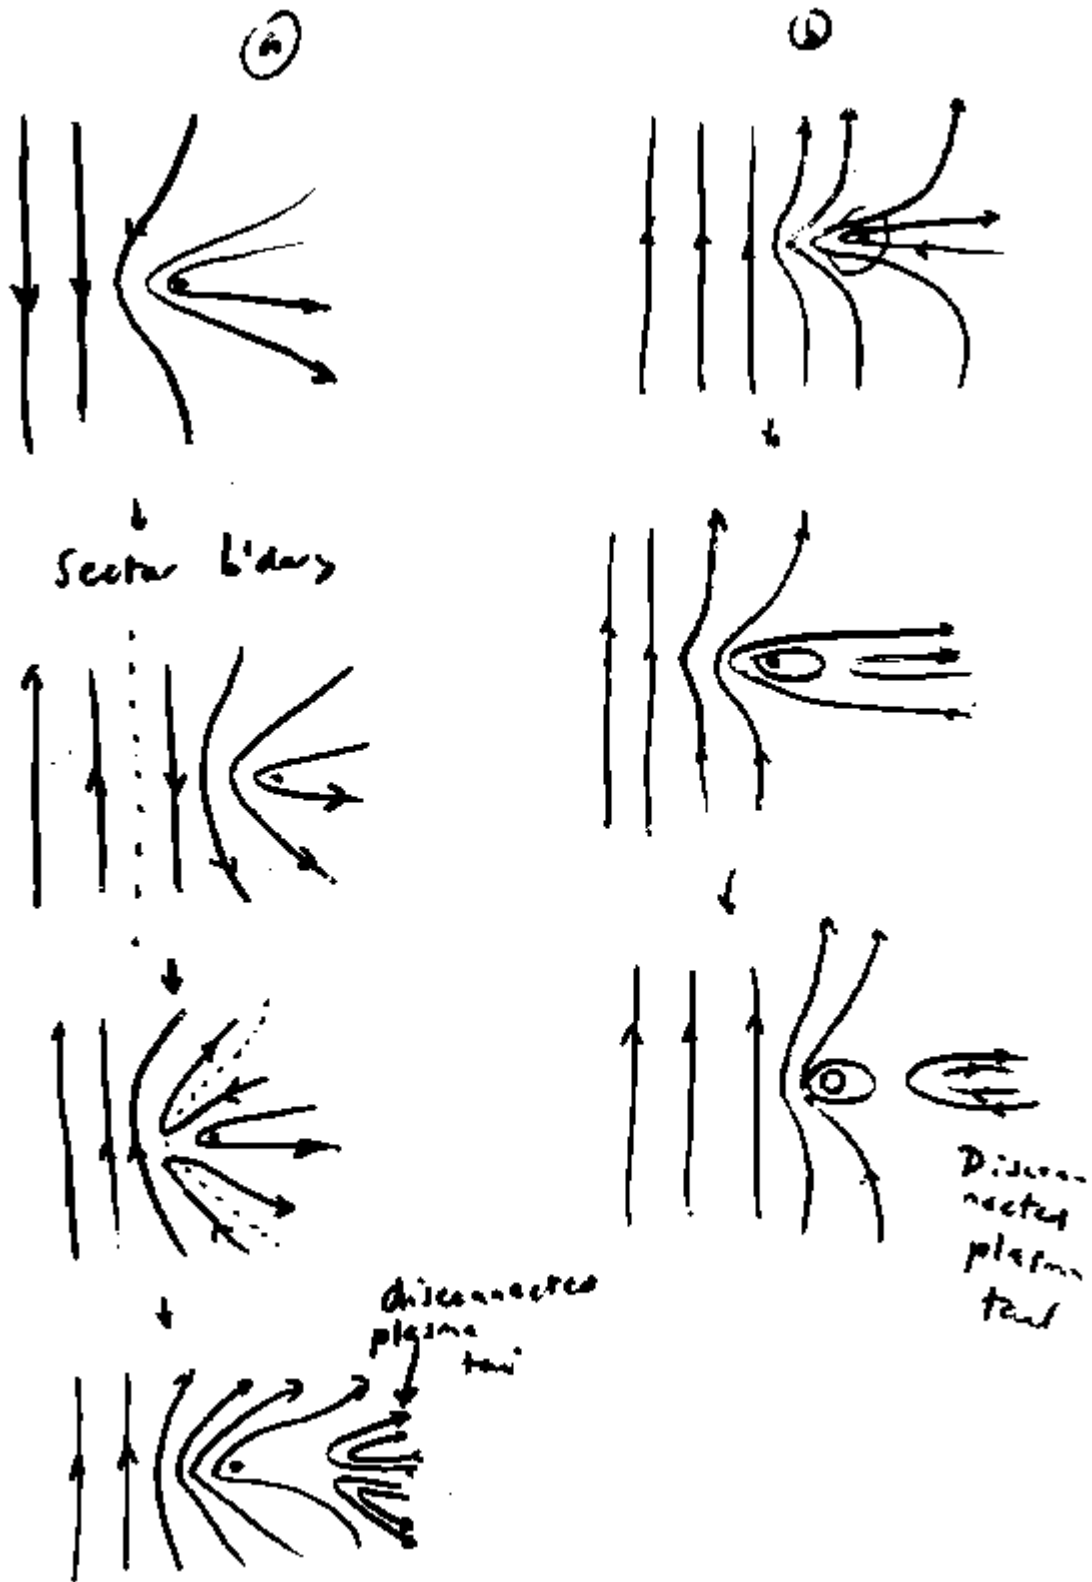 a
b
Sector b'dary
disconnected
plasma
tail
Discon-
nected
plasma
tail